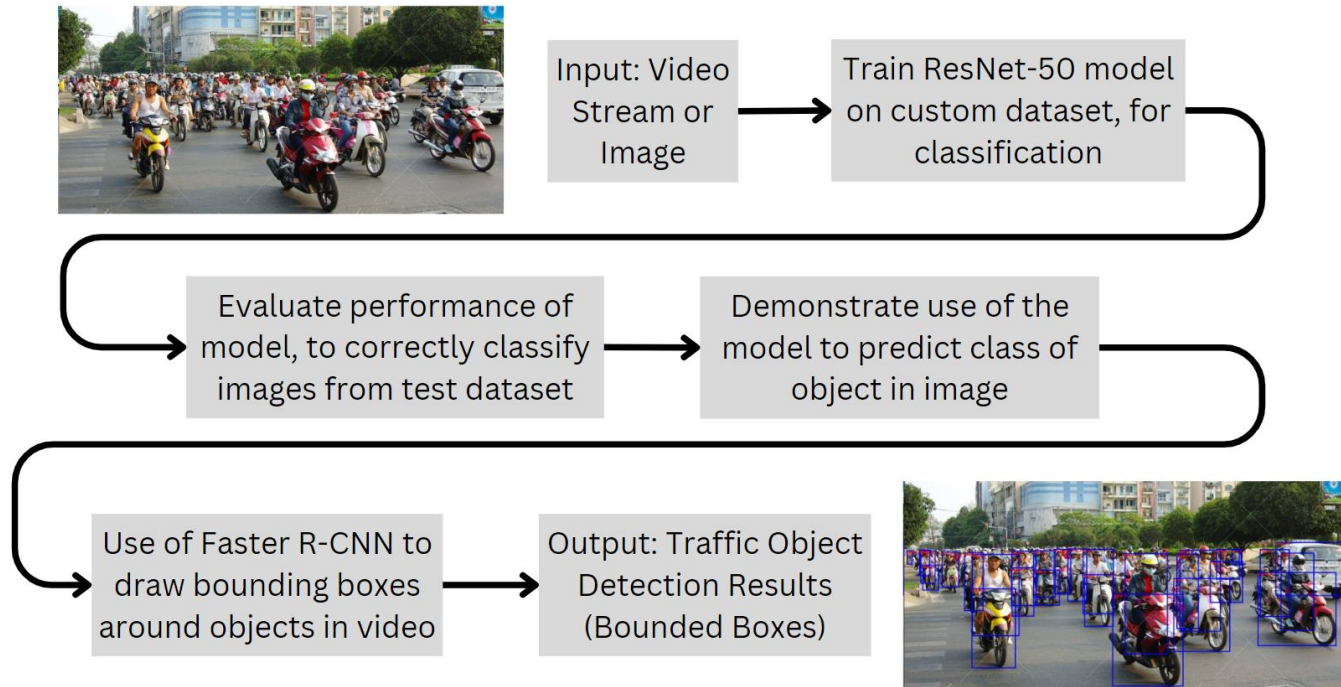 Input: Video
Stream or
Image
Train ResNet-50 model
on custom dataset, for
classification
Evaluate performance of
model, to correctly classify
images from test dataset
Demonstrate use of the
model to predict class of
object in image
Use of Faster R-CNN to
draw bounding boxes
around objects in video
Output: Traffic Object
Detection Results
(Bounded Boxes)